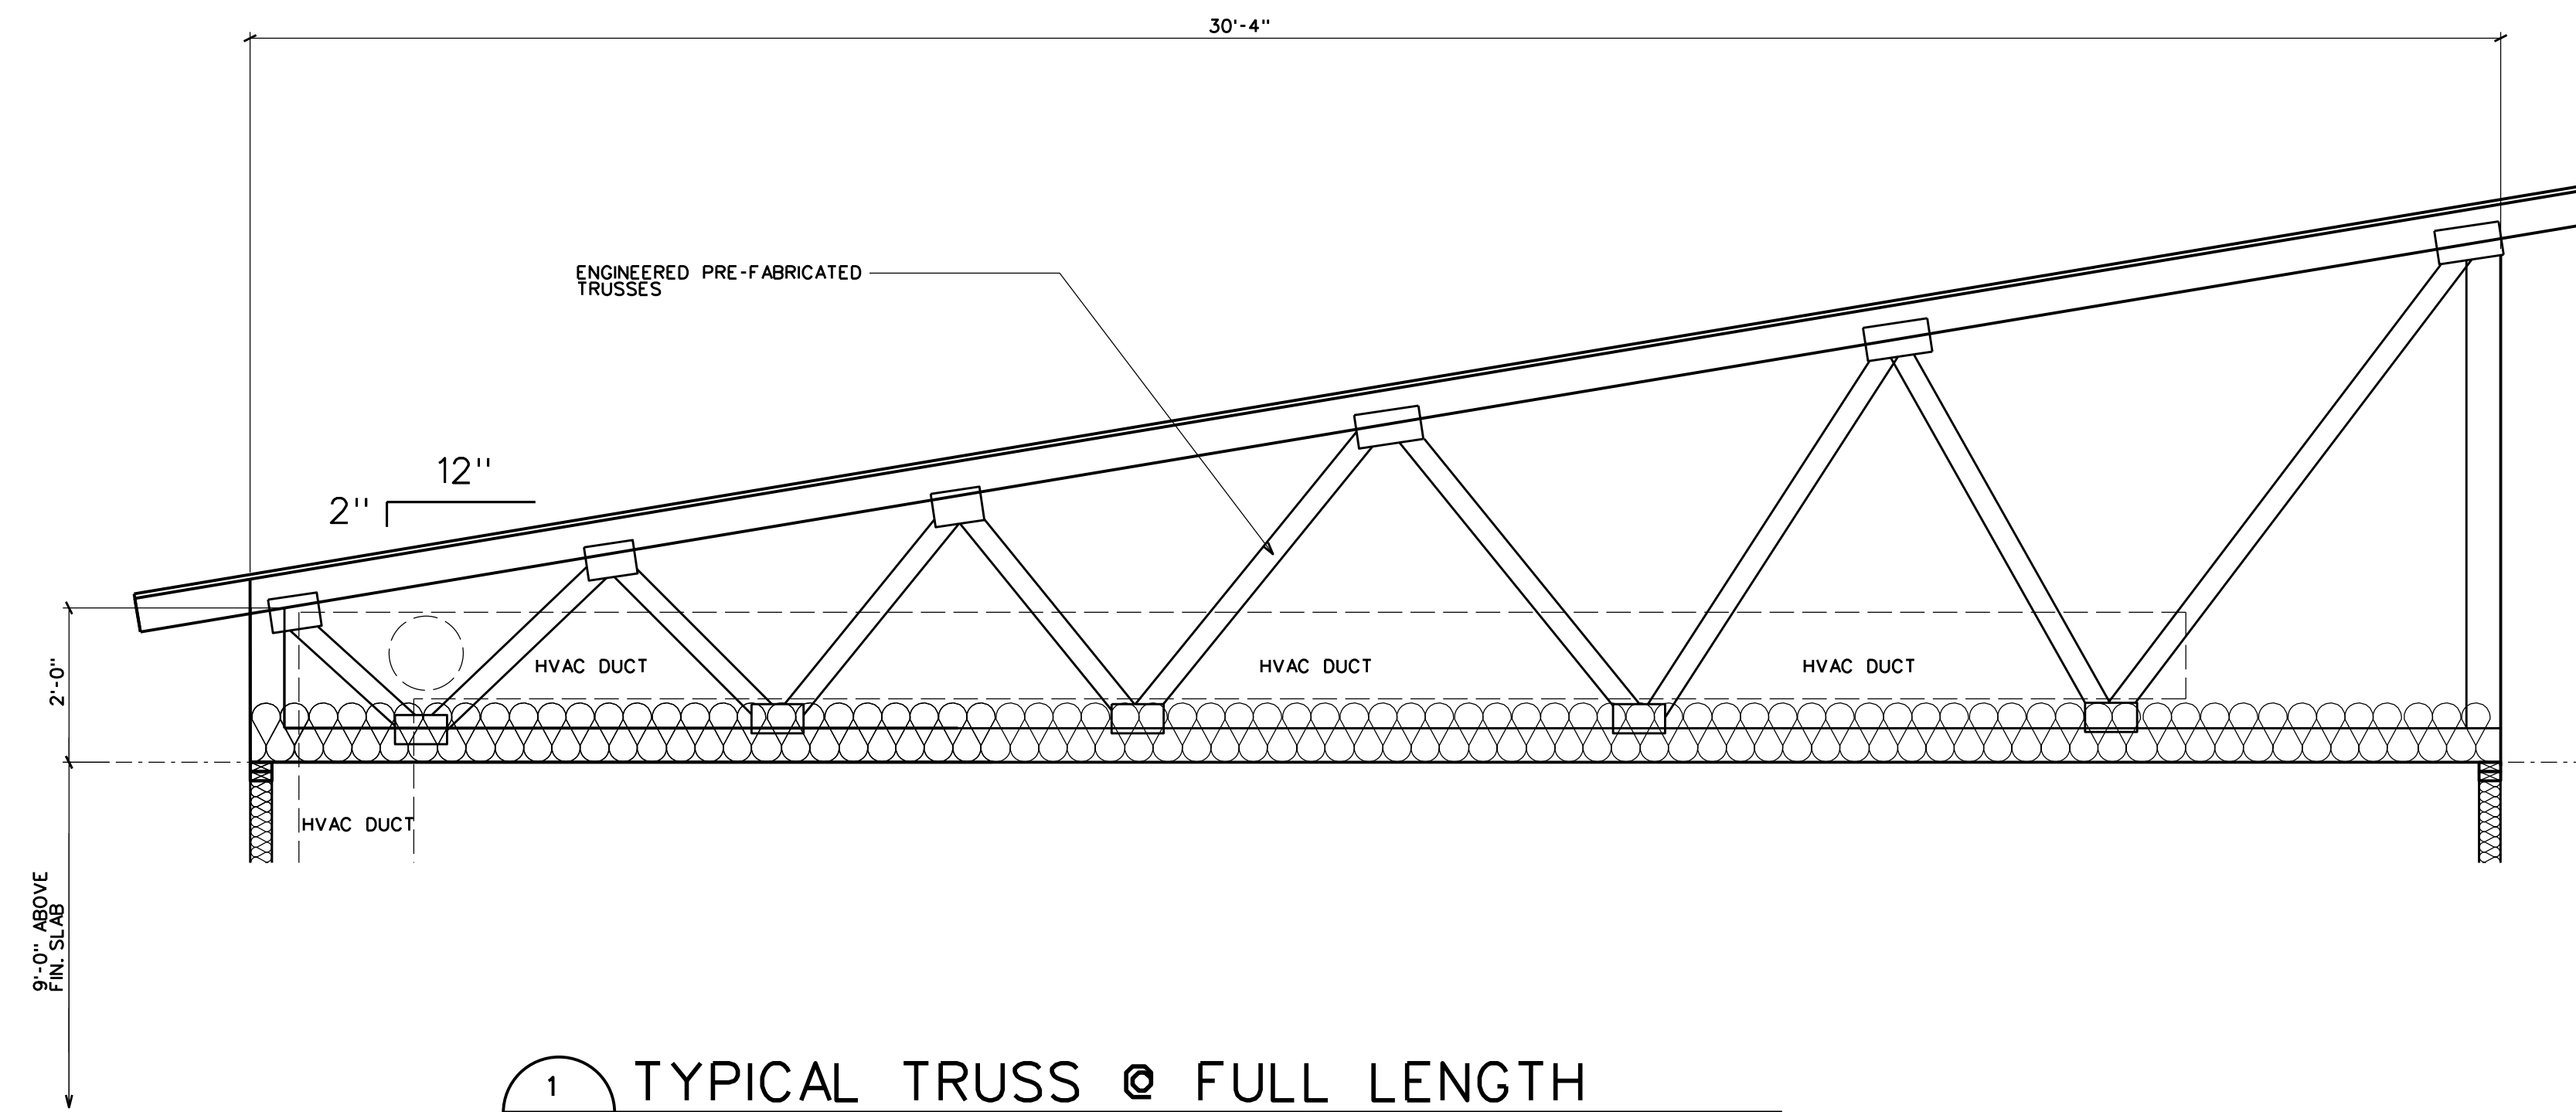 30'-4"
ENGINEERED PRE-FABRICATED
TRUSSES
12"
2"
HVAC DUCT
HVAC DUCT
HVAC DUCT
2'-0"
HVAC DUCT
9'-0" ABOVE
FIN. SLAB
1
TYPICAL TRUSS @ FULL LENGTH